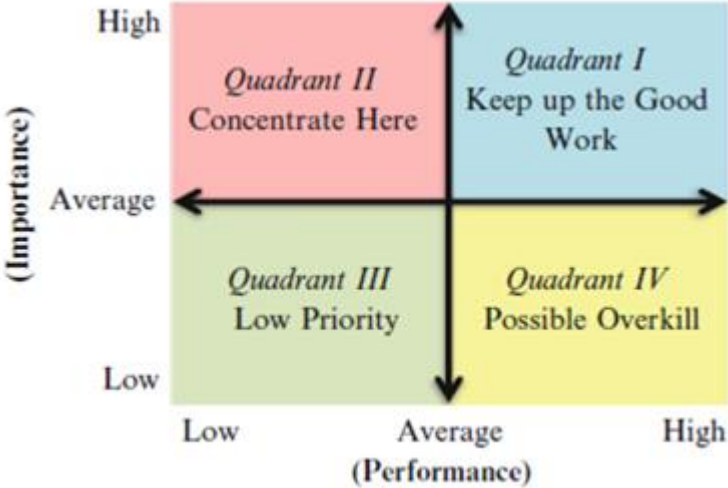 High
Quadrant II
Concentrate Here
Quadrant I
Keep up the Good
Work
(Importance)
Average
Quadrant III
Low Priority
Quadrant IV
Possible Overkill
Low
Low
Average
High
(Performance)